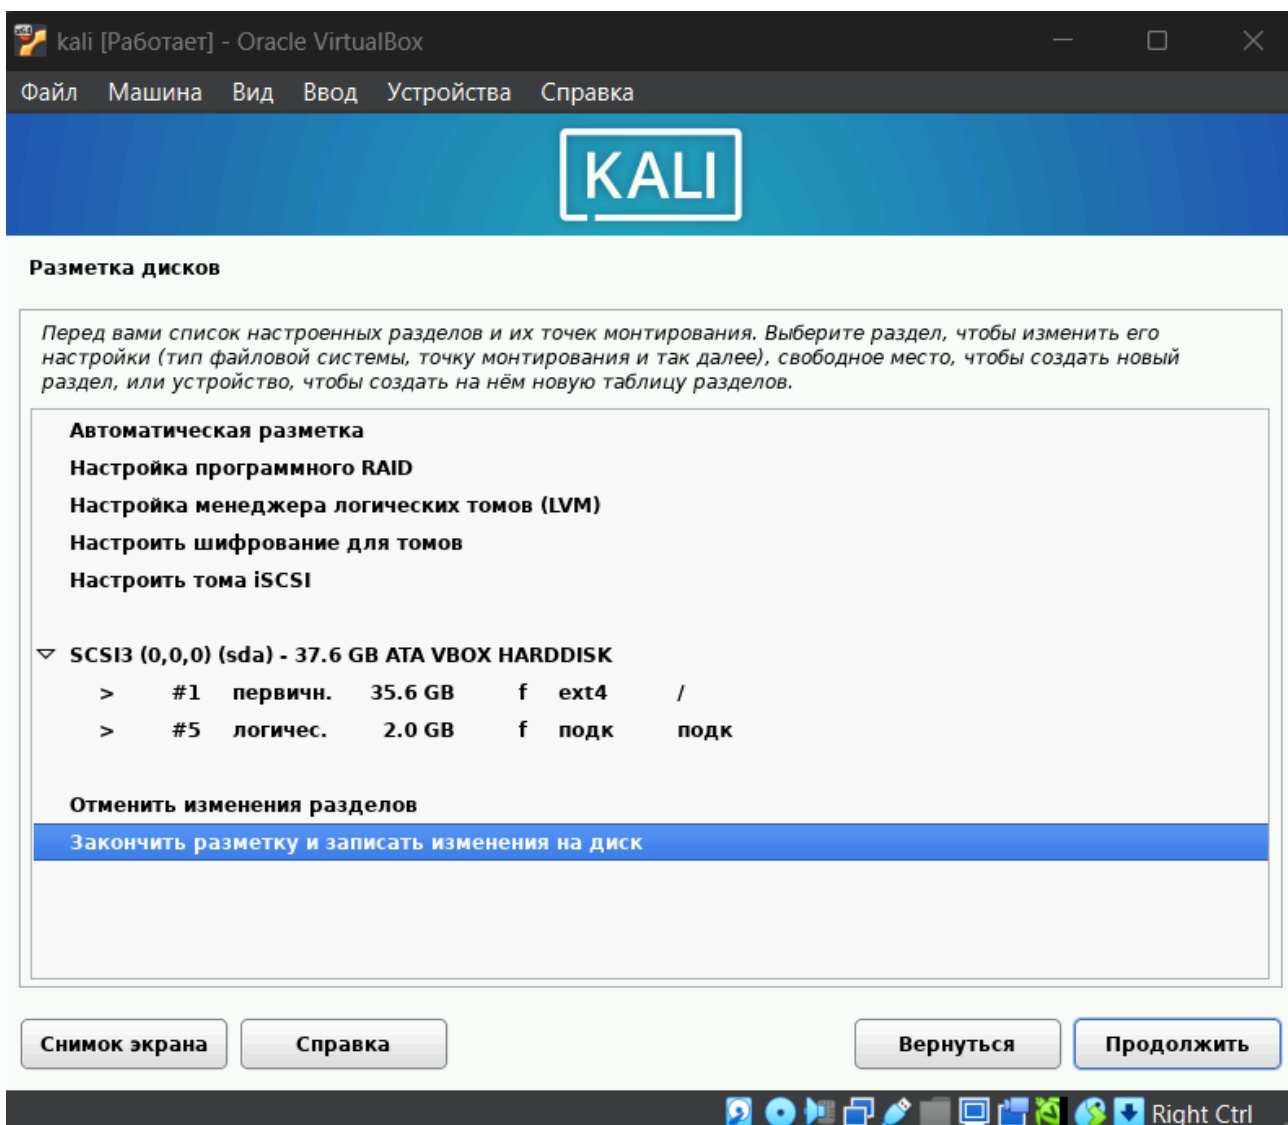 kali [Работает] - Oracle VirtualBox
Файл Машина Вид Ввод Устройства Справка
KALI
Разметка дисков
Перед вами список настроенных разделов и их точек монтирования. Выберите раздел, чтобы изменить его
настройки (тип файловой системы, точку монтирования и так далее), свободное место, чтобы создать новый
раздел, или устройство, чтобы создать на нём новую таблицу разделов.
Автоматическая разметка
Настройка программного RAID
Настройка менеджера логических томов (LVM)
Настроить шифрование для томов
Настроить тома iSCSI
SCSI3 (0,0,0) (sda) - 37.6 GB ATA VBOX HARDDISK
> #1 первичн. 35.6 GB f ext4 /
> #5 логичес. 2.0 GB f подк подк
Отменить изменения разделов
Закончить разметку и записать изменения на диск
Снимок экрана Справка Вернуться Продолжить
Right Ctrl